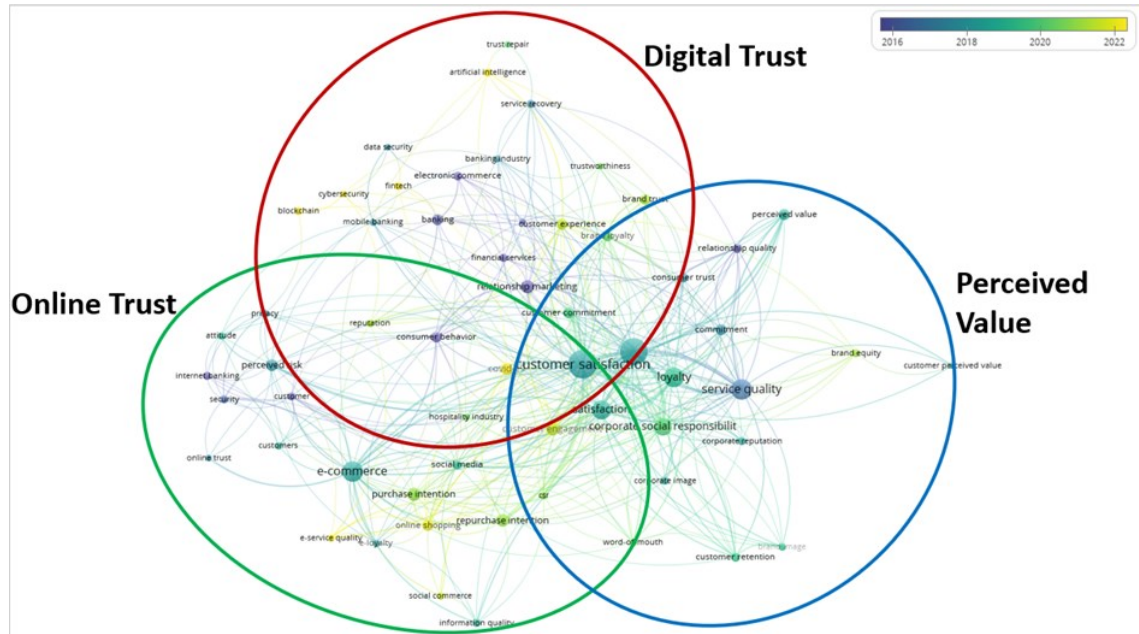 2016 2018 2020 2022
Digital Trust
Online Trust
Perceived
Value
trust repair
artificial intelligence
service recovery
data security
banking industry
trustworthiness
electronic commerce
fintech
cybersecurity
brand trust
blockchain
mobile banking
banking
customer experience
perceived value
brand loyalty
relationship quality
financial services
consumer trust
relationship marketing
privacy
customer commitment
reputation
attitude
consumer behavior
commitment
brand equity
perceived risk
covid
customer satisfaction
customer perceived value
internet banking
loyalty
service quality
security
customer
satisfaction
hospitality industry
customer engagement
corporate social responsibilit
customers
corporate reputation
online trust
social media
e-commerce
corporate image
purchase intention
csr
online shopping
repurchase intention
e-service quality
e-loyalty
word-of-mouth
brand image
customer retention
social commerce
information quality